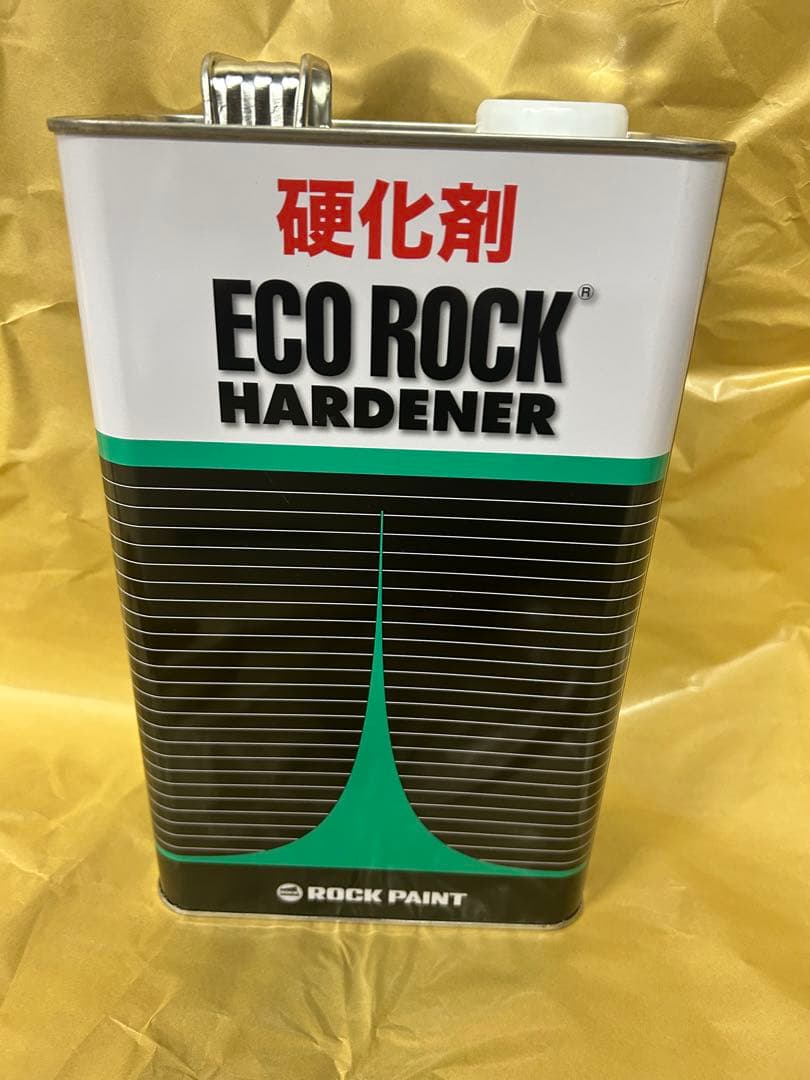 硬化剤
ECO ROCK®
HARDENER
ROCK PAINT